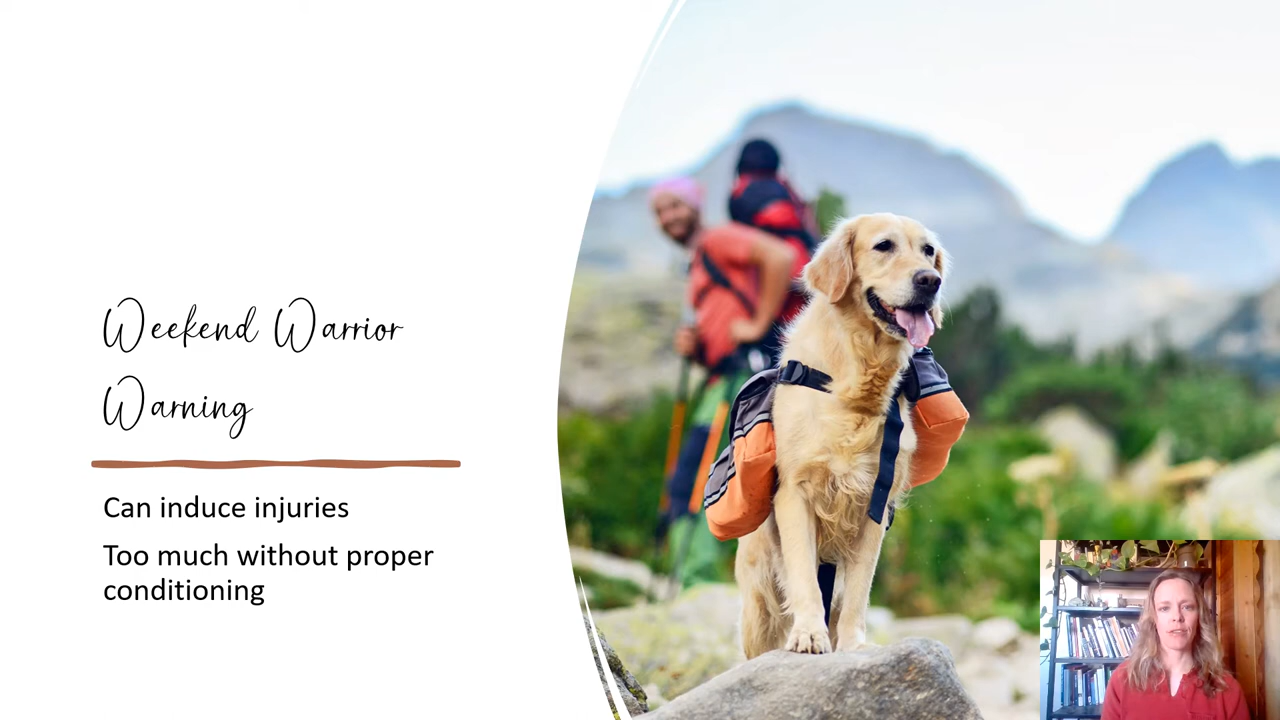 Weekend Warrior
Warning
Can induce injuries
Too much without proper
conditioning